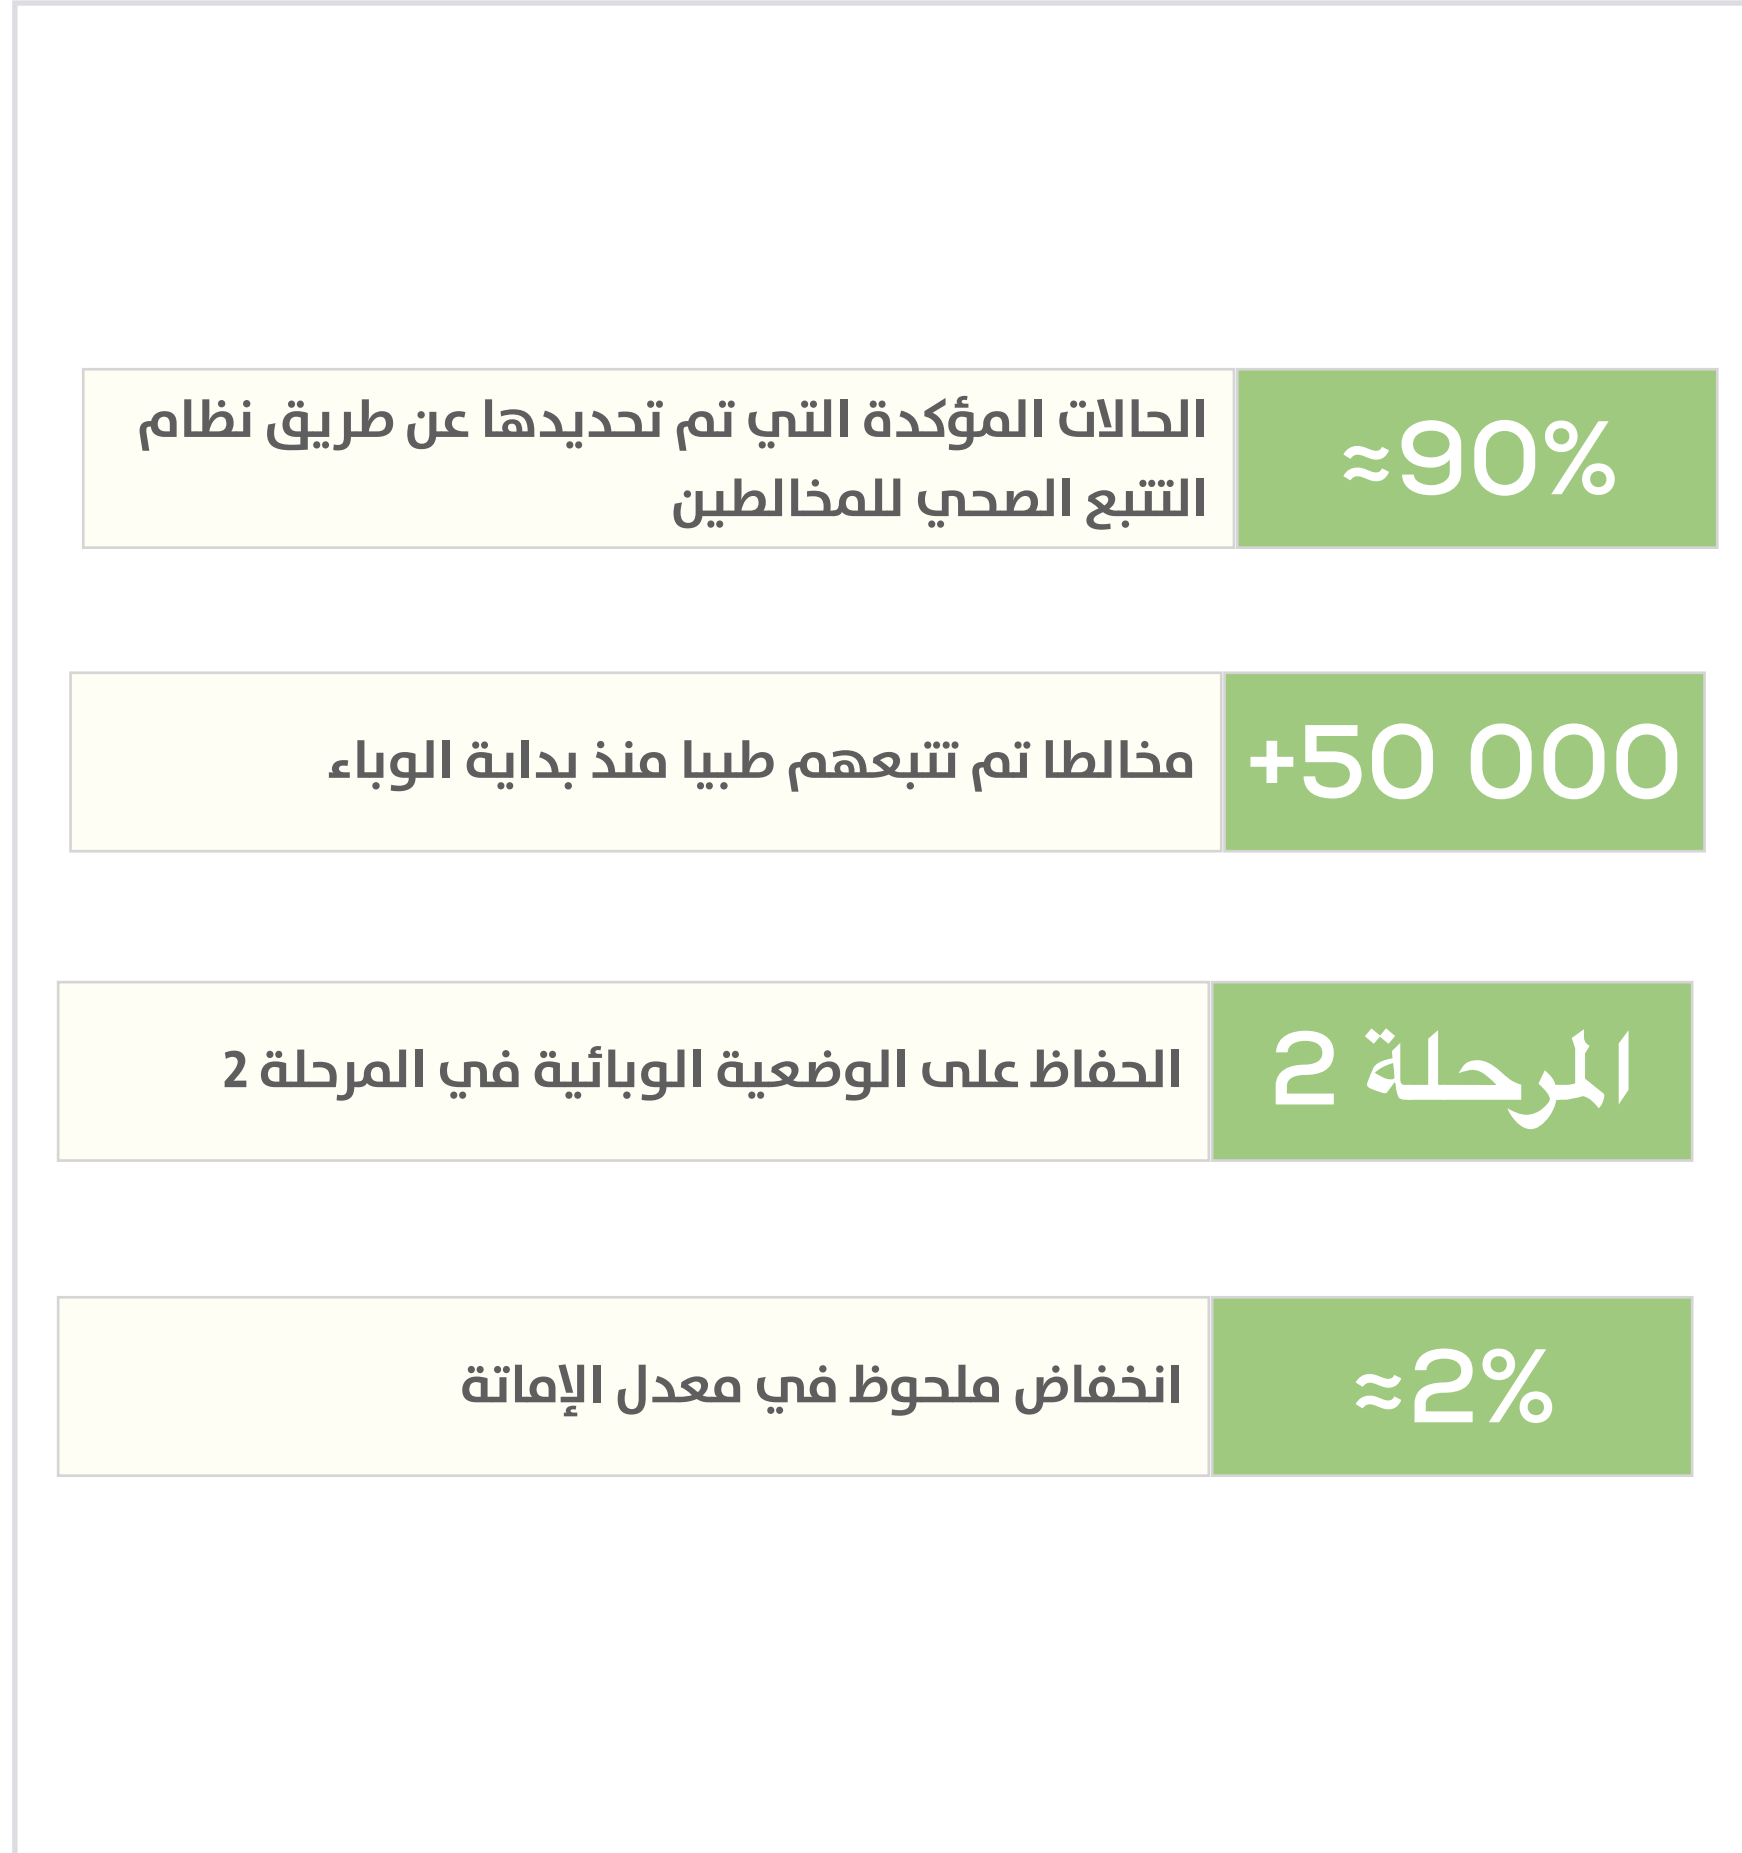 ≈90%
الحالات المؤكدة التي تم تحديدها عن طريق نظام
التتبع الصحي للمخالطين
+50 000
مخالطا تم تتبعهم طبيا منذ بداية الوباء
المرحلة 2
الحفاظ على الوضعية الوبائية في المرحلة 2
≈2%
انخفاض ملحوظ في معدل الإماتة